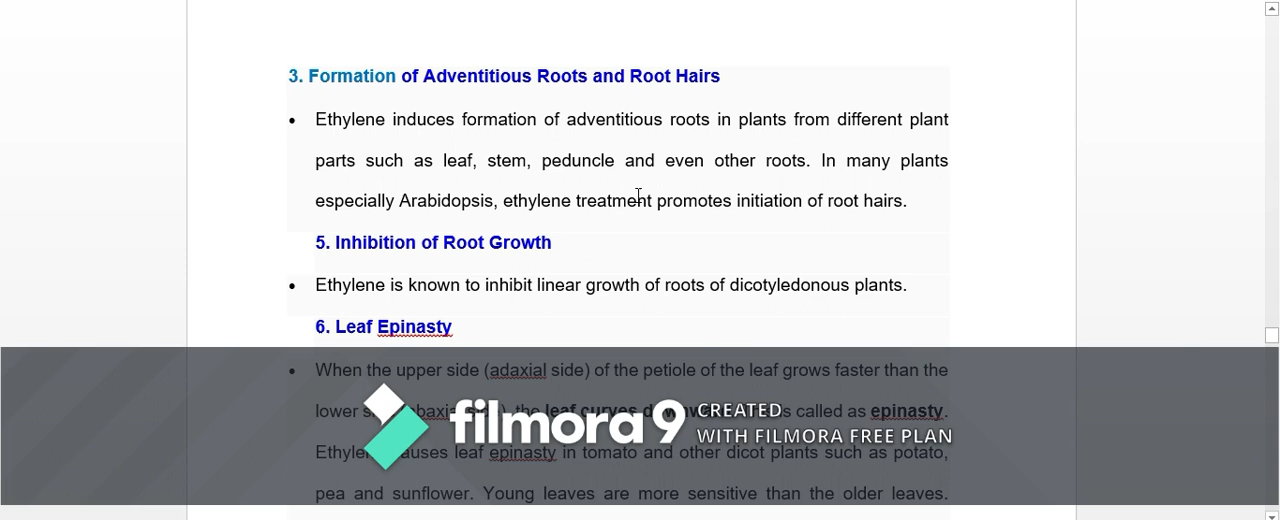 3. Formation of Adventitious Roots and Root Hairs
• Ethylene induces formation of adventitious roots in plants from different plant
parts such as leaf, stem, peduncle and even other roots. In many plants
especially Arabidopsis, ethylene treatment promotes initiation of root hairs.
5. Inhibition of Root Growth
• Ethylene is known to inhibit linear growth of roots of dicotyledonous plants.
6. Leaf Epinasty
• When the upper side (adaxial side) of the petiole of the leaf grows faster than the
lower the leaf curves is called as epinasty.
causes leaf epinasty in tomato and other dicot plants such as potato,
pea and sunflower. Young leaves are more sensitive than the older leaves.
filmora9
CREATED
WITH FILMORA FREE PLAN